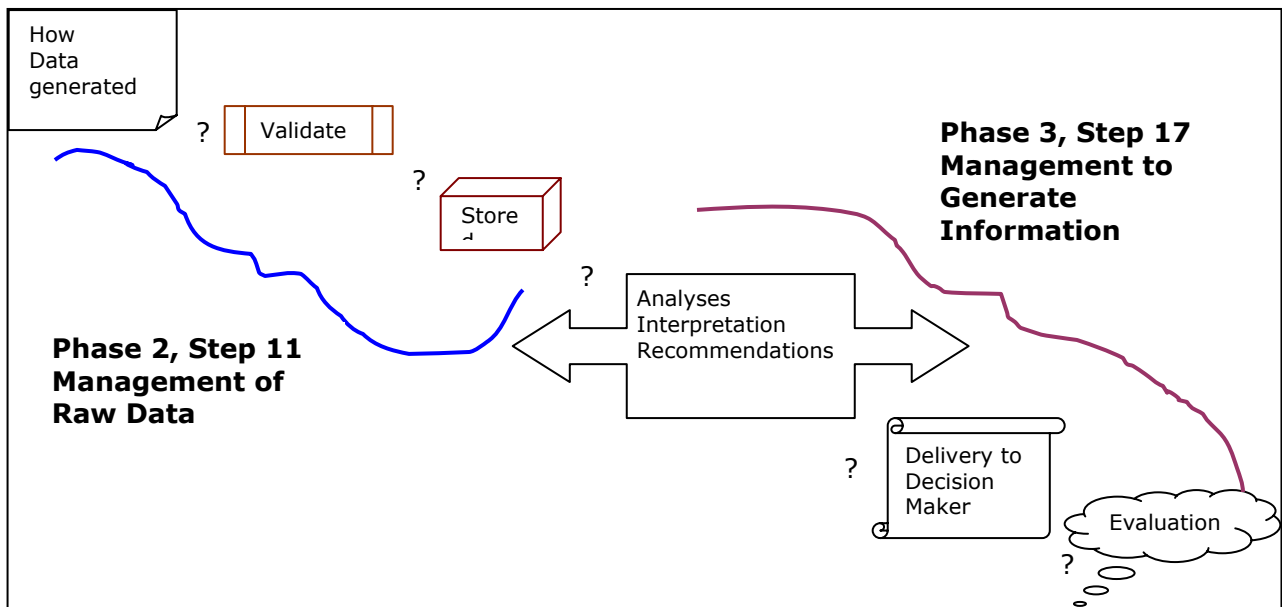 How
Data
generated
?
Validate
?
Store
?
Phase 3, Step 17
Management to
Generate
Information
Analyses
Interpretation
Recommendations
Phase 2, Step 11
Management of
Raw Data
?
Delivery to
Decision
Maker
Evaluation
?